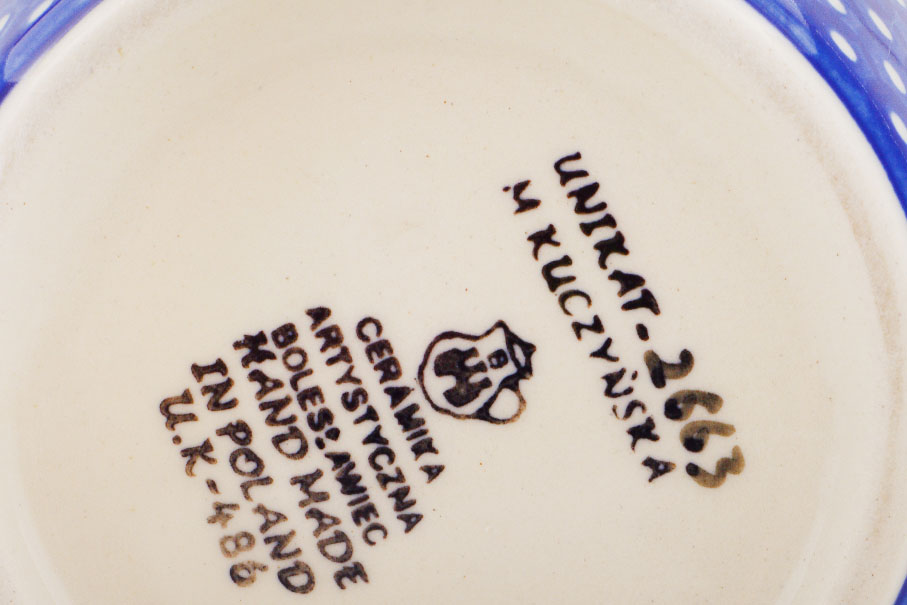 UNIKAT-2663
M KUCZYŃSKA
B
CERAMIKA
ARTYSTYCZNA
BOLESŁAWIEC
HAND MADE
IN POLAND
U.K-486